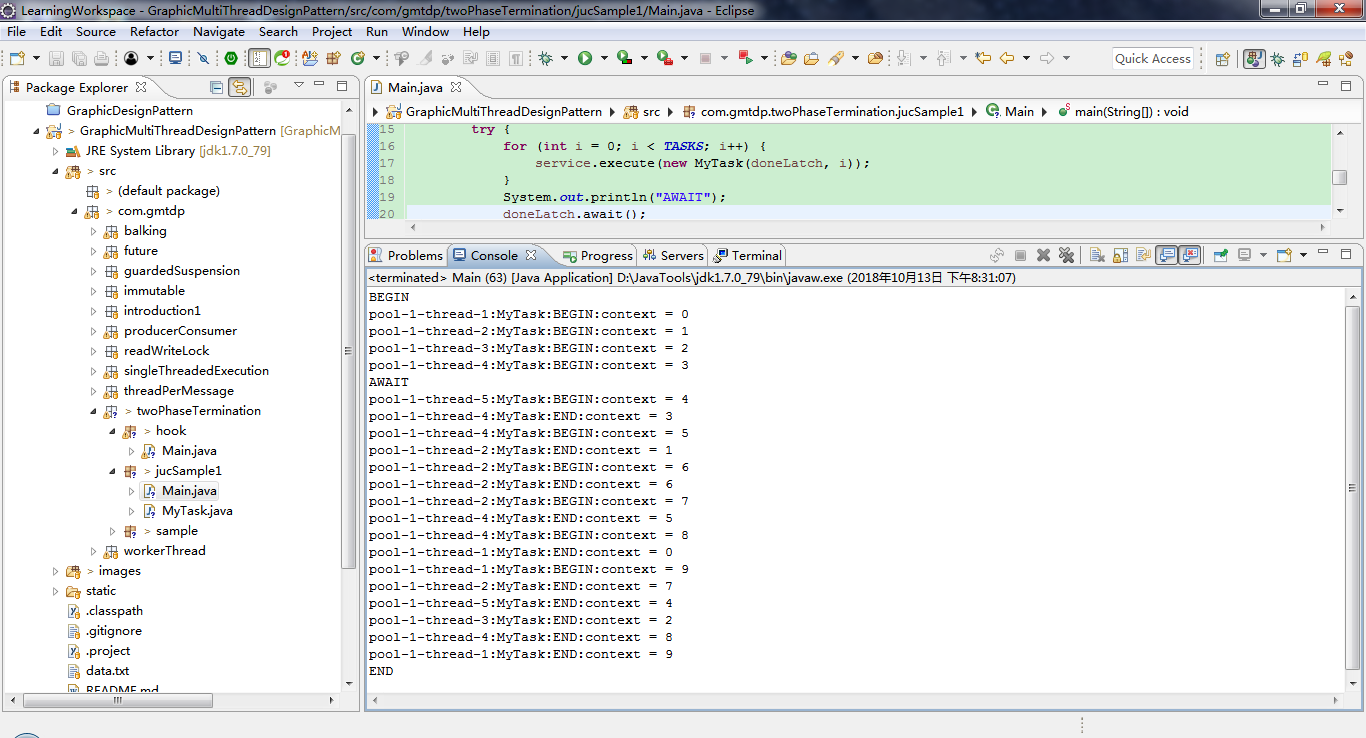 LearningWorkspace - GraphicMultiThreadDesignPattern/src/com/gmtdp/twoPhaseTermination/jucSample1/Main.java - Eclipse
File Edit Source Refactor Navigate Search Project Run Window Help
Quick Access
Package Explorer
GraphicDesignPattern
> GraphicMultiThreadDesignPattern [GraphicM
JRE System Library [jdk1.7.0_79]
> src
> (default package)
> com.gmtdp
balking
future
guardedSuspension
immutable
introduction1
producerConsumer
readWriteLock
singleThreadedExecution
threadPerMessage
> twoPhaseTermination
> hook
Main.java
> jucSample1
Main.java
MyTask.java
> sample
workerThread
> images
static
.classpath
.gitignore
.project
data.txt
README.md
Main.java
GraphicMultiThreadDesignPattern src com.gmtdp.twoPhaseTermination.jucSample1 Main main(String[]) : void
15 try {
16 for (int i = 0; i < TASKS; i++) {
17 service.execute(new MyTask(doneLatch, i));
18 }
19 System.out.println("AWAIT");
20 doneLatch.await();
Problems Console Progress Servers Terminal
<terminated> Main (63) [Java Application] D:\JavaTools\jdk1.7.0_79\bin\javaw.exe (2018年10月13日 下午8:31:07)
BEGIN
pool-1-thread-1:MyTask:BEGIN:context = 0
pool-1-thread-2:MyTask:BEGIN:context = 1
pool-1-thread-3:MyTask:BEGIN:context = 2
pool-1-thread-4:MyTask:BEGIN:context = 3
AWAIT
pool-1-thread-5:MyTask:BEGIN:context = 4
pool-1-thread-4:MyTask:END:context = 3
pool-1-thread-4:MyTask:BEGIN:context = 5
pool-1-thread-2:MyTask:END:context = 1
pool-1-thread-2:MyTask:BEGIN:context = 6
pool-1-thread-2:MyTask:END:context = 6
pool-1-thread-2:MyTask:BEGIN:context = 7
pool-1-thread-4:MyTask:END:context = 5
pool-1-thread-4:MyTask:BEGIN:context = 8
pool-1-thread-1:MyTask:END:context = 0
pool-1-thread-1:MyTask:BEGIN:context = 9
pool-1-thread-2:MyTask:END:context = 7
pool-1-thread-5:MyTask:END:context = 4
pool-1-thread-3:MyTask:END:context = 2
pool-1-thread-4:MyTask:END:context = 8
pool-1-thread-1:MyTask:END:context = 9
END